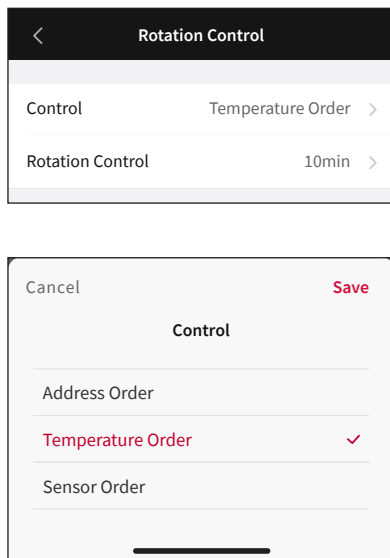 Rotation Control
Control Temperature Order
Rotation Control 10min
Cancel Save
Control
Address Order
Temperature Order
Sensor Order